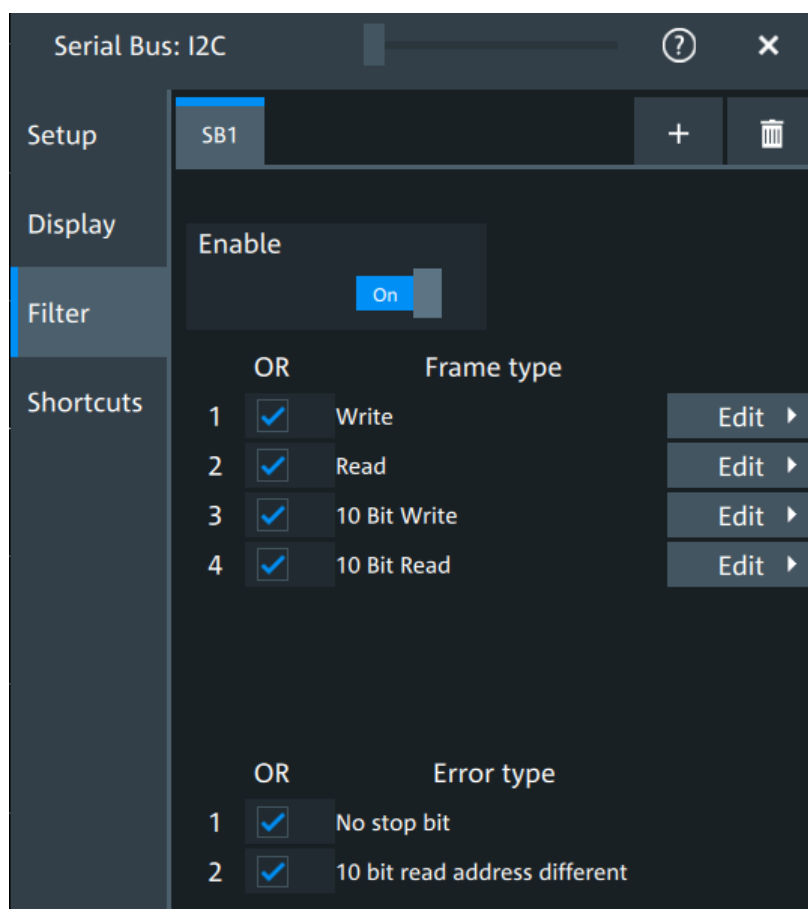 Serial Bus: I2C ? ×
Setup SB1 +
Display
Enable
On
Filter
OR Frame type
Shortcuts
1 Write Edit
2 Read Edit
3 10 Bit Write Edit
4 10 Bit Read Edit
OR Error type
1 No stop bit
2 10 bit read address different